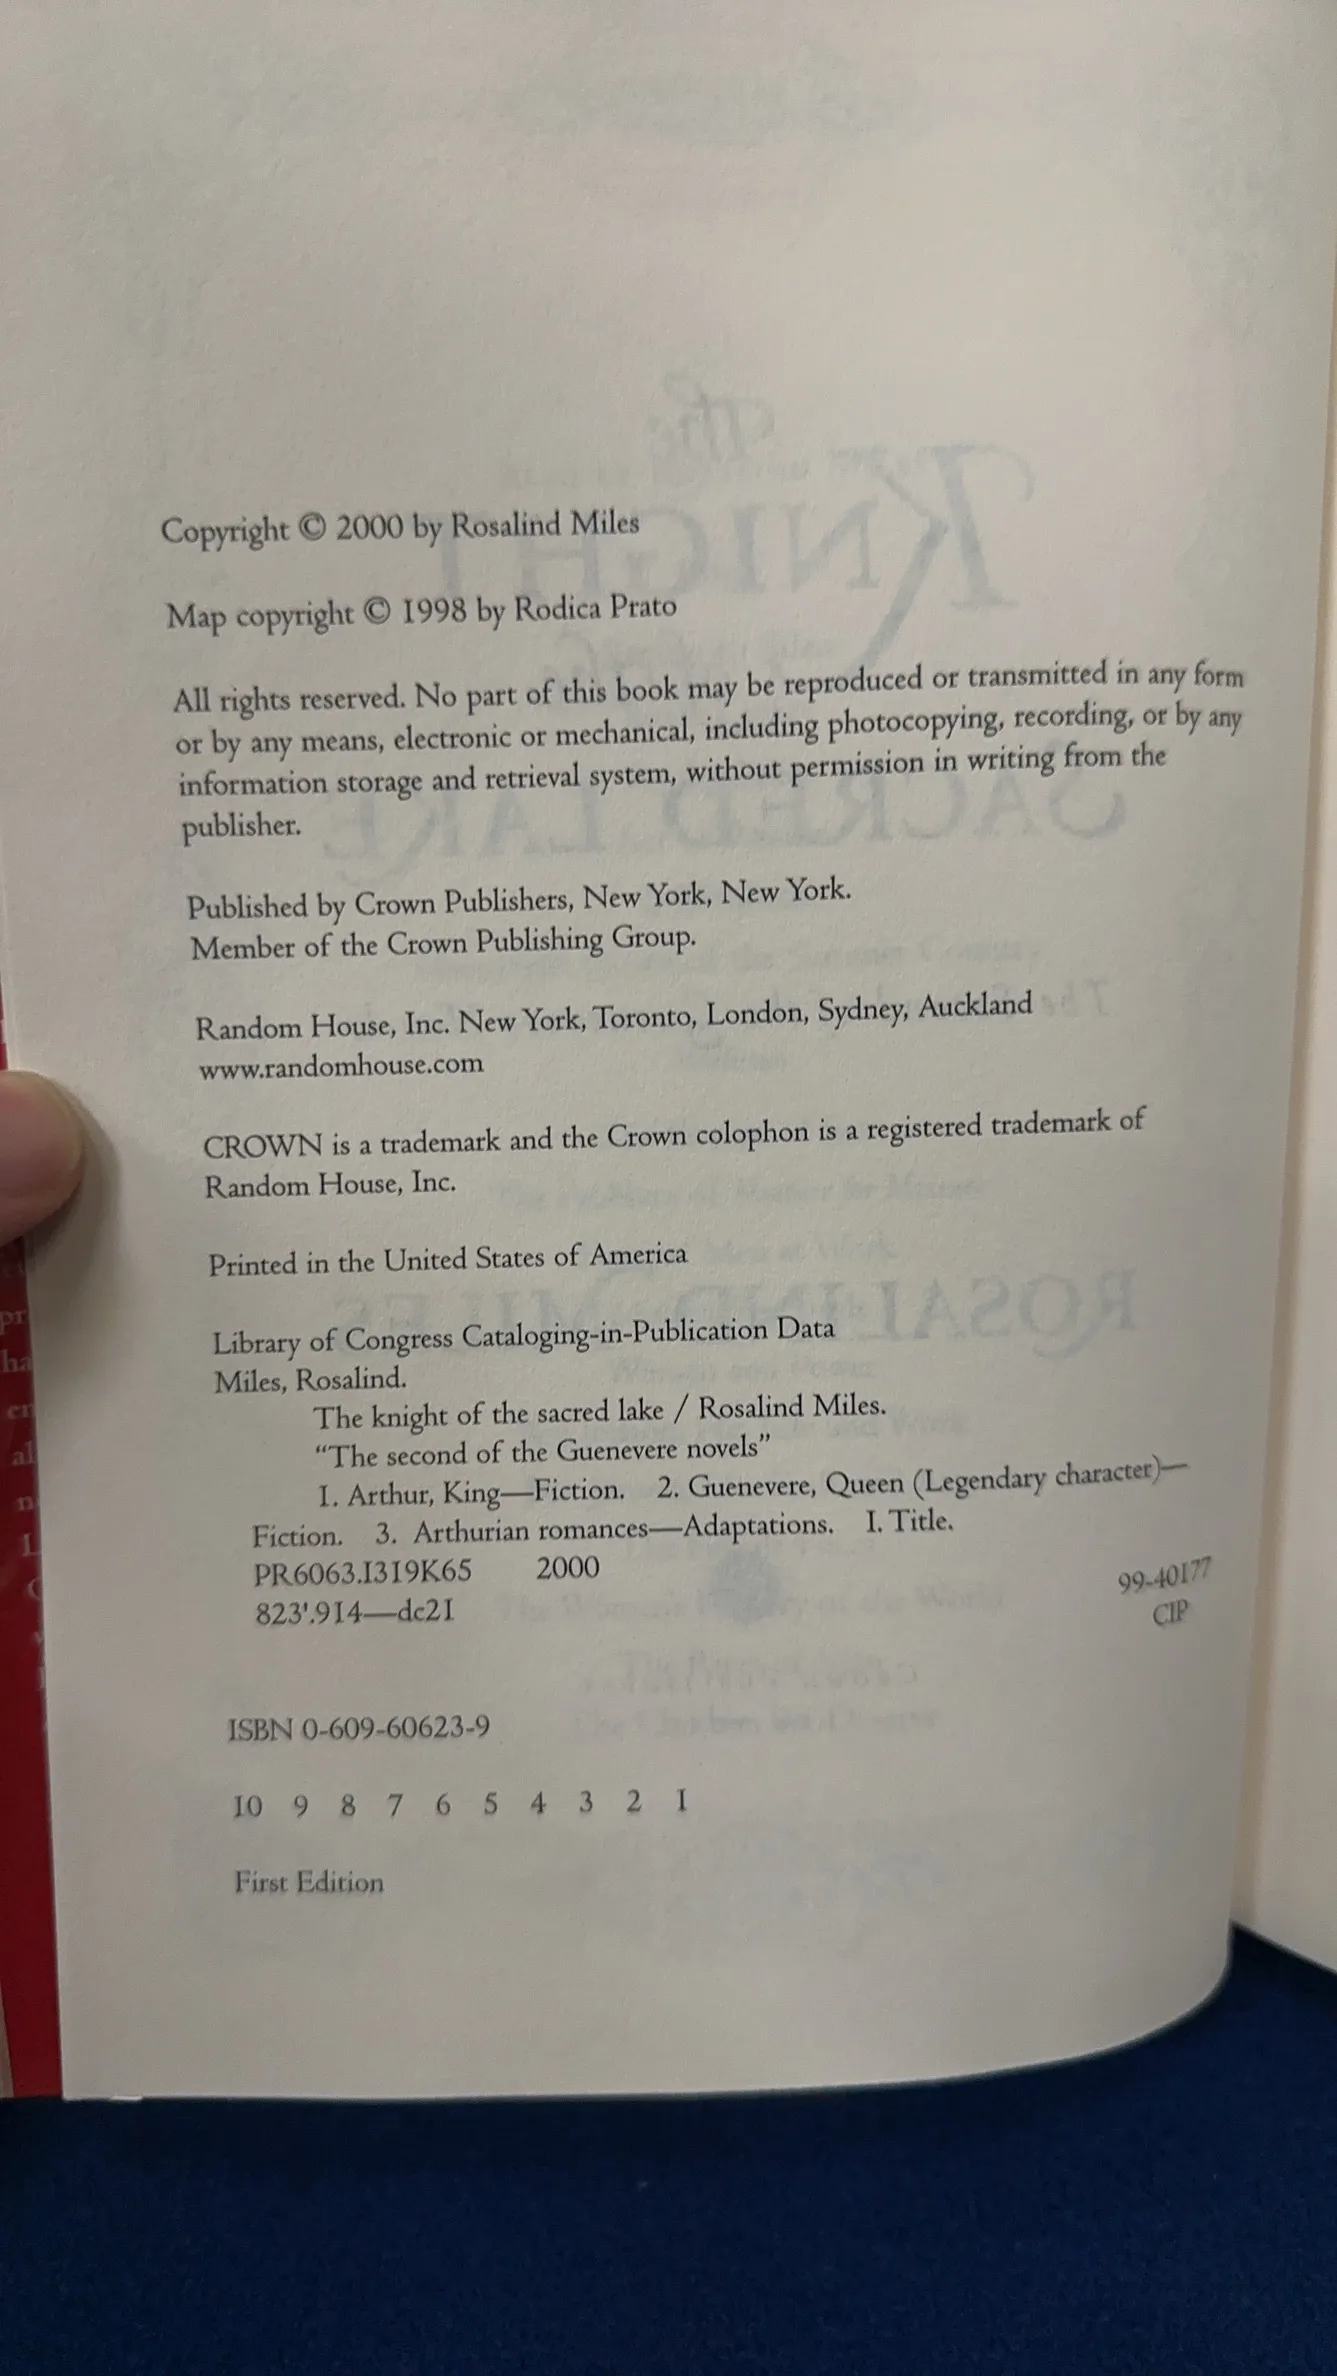 Copyright © 2000 by Rosalind Miles
Map copyright © 1998 by Rodica Prato
All rights reserved. No part of this book may be reproduced or transmitted in any form
or by any means, electronic or mechanical, including photocopying, recording, or by any
information storage and retrieval system, without permission in writing from the
publisher.
Published by Crown Publishers, New York, New York.
Member of the Crown Publishing Group.
Random House, Inc. New York, Toronto, London, Sydney, Auckland
www.randomhouse.com
CROWN is a trademark and the Crown colophon is a registered trademark of
Random House, Inc.
Printed in the United States of America
Library of Congress Cataloging-in-Publication Data
Miles, Rosalind.
The knight of the sacred lake / Rosalind Miles.
“The second of the Guenevere novels”
1. Arthur, King—Fiction. 2. Guenevere, Queen (Legendary character)—
Fiction. 3. Arthurian romances—Adaptations. I. Title.
PR6063.I319K65 2000
99-40177
823'.914—dc21
CIP
ISBN 0-609-60623-9
10 9 8 7 6 5 4 3 2 1
First Edition